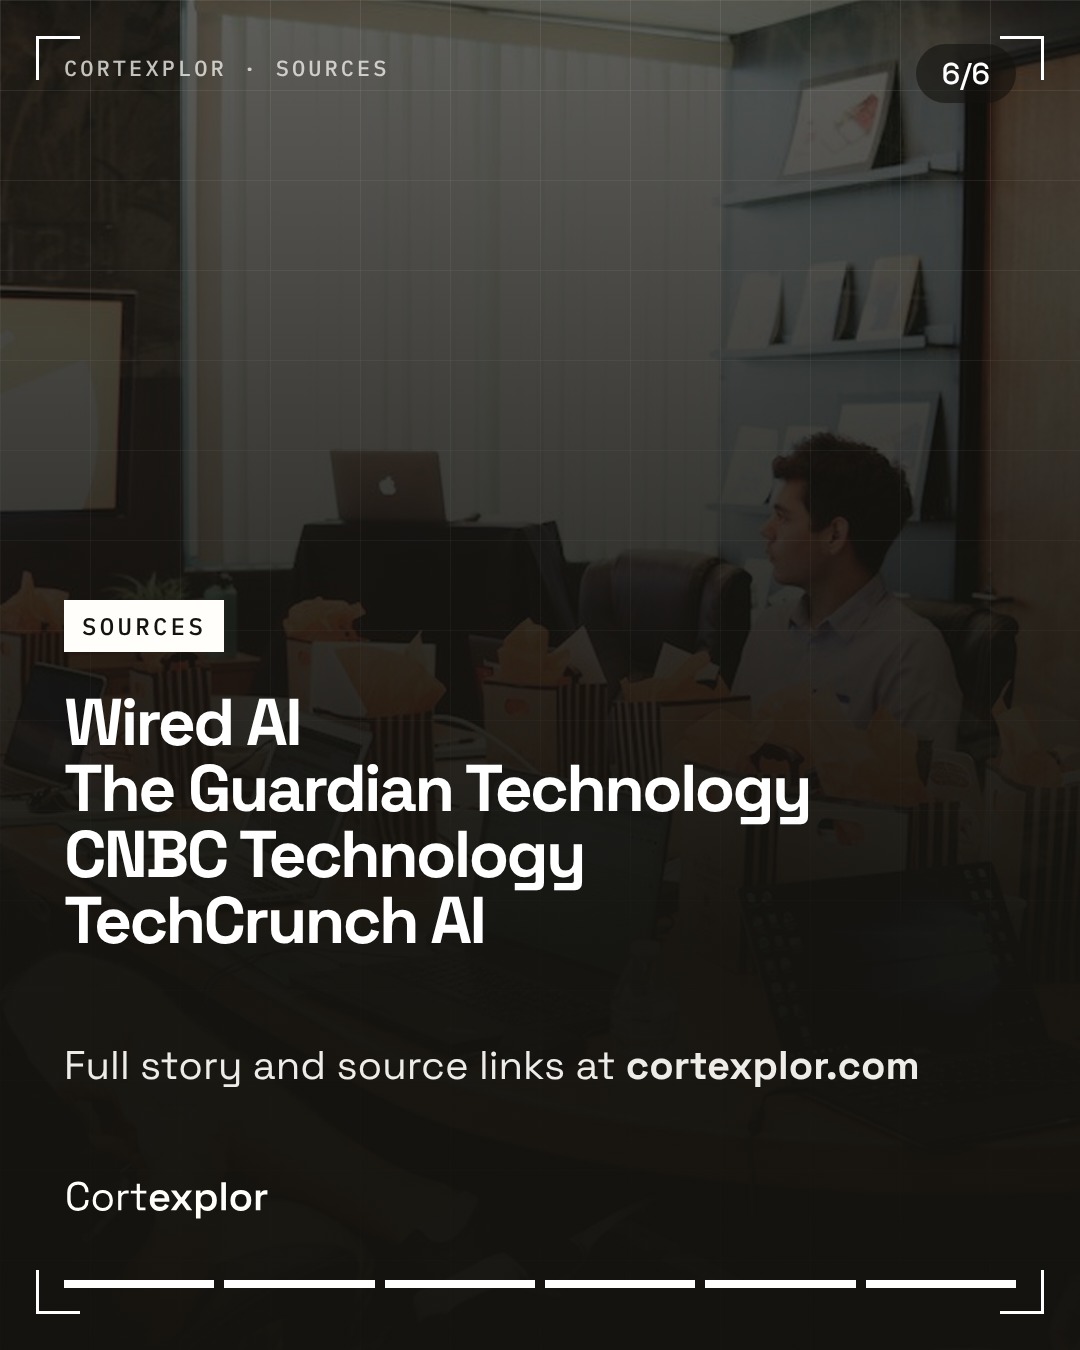 CORTEXPLOR · SOURCES
6/6
SOURCES
Wired AI
The Guardian Technology
CNBC Technology
TechCrunch AI
Full story and source links at cortexplor.com
Cortexplor